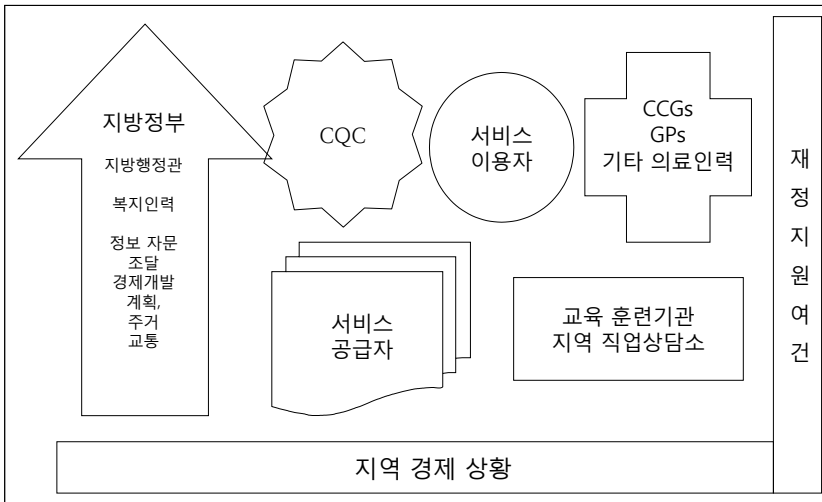 지방정부
지방행정관
복지인력
정보 자문
조달
경제개발
계획,
주거
교통
CQC
서비스
이용자
CCGs
GPs
기타 의료인력
서비스
공급자
교육 훈련기관
지역 직업상담소
재
정
지
원
여
건
지역 경제 상황